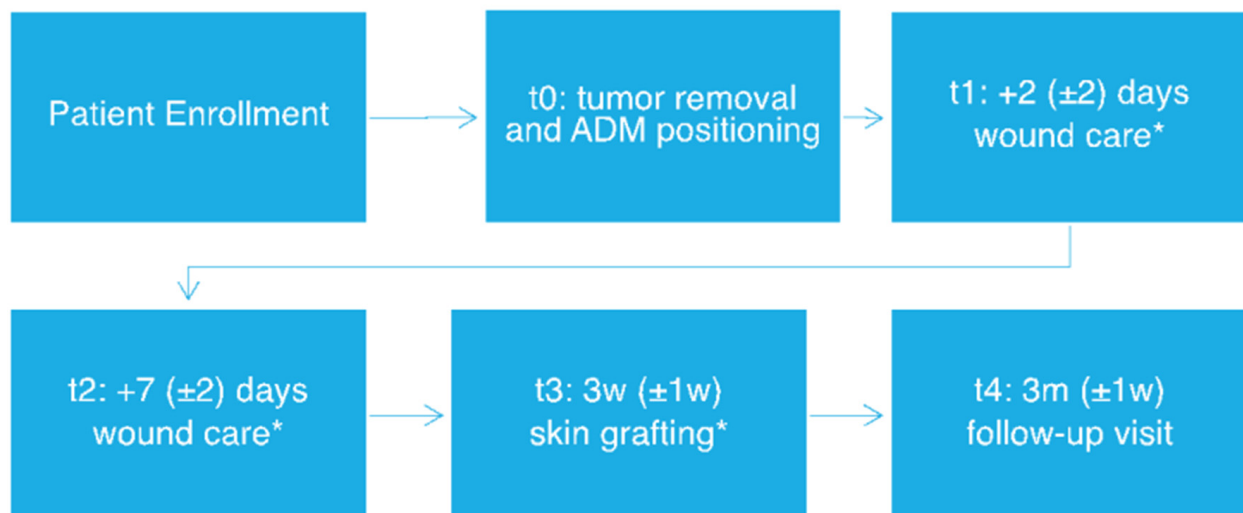 Patient Enrollment
t0: tumor removal
and ADM positioning
t1: +2 (±2) days
wound care*
t2: +7 (±2) days
wound care*
t3: 3w (±1w)
skin grafting*
t4: 3m (±1w)
follow-up visit